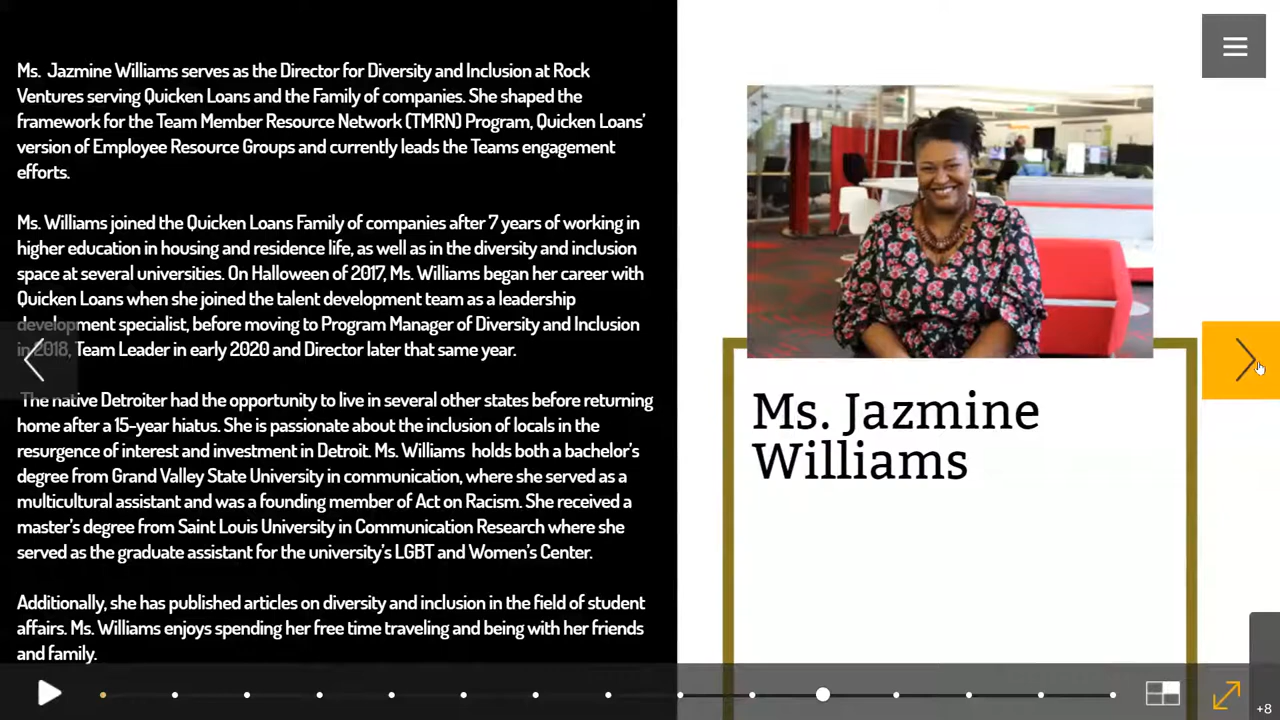 Ms. Jazmine Williams serves as the Director for Diversity and Inclusion at Rock
Ventures serving Quicken Loans and the Family of companies. She shaped the
framework for the Team Member Resource Network (TMRN) Program, Quicken Loans'
version of Employee Resource Groups and currently leads the Teams engagement
efforts.
Ms. Williams joined the Quicken Loans Family of companies after 7 years of working in
higher education in housing and residence life, as well as in the diversity and inclusion
space at several universities. On Halloween of 2017, Ms. Williams began her career with
Quicken Loans when she joined the talent development team as a leadership
development specialist, before moving to Program Manager of Diversity and Inclusion
in 2018, Team Leader in early 2020 and Director later that same year.
The native Detroiter had the opportunity to live in several other states before returning
home after a 15-year hiatus. She is passionate about the inclusion of locals in the
resurgence of interest and investment in Detroit. Ms. Williams holds both a bachelor's
degree from Grand Valley State University in communication, where she served as a
multicultural assistant and was a founding member of Act on Racism. She received a
master's degree from Saint Louis University in Communication Research where she
served as the graduate assistant for the university's LGBT and Women's Center.
Additionally, she has published articles on diversity and inclusion in the field of student
affairs. Ms. Williams enjoys spending her free time traveling and being with her friends
and family.
Ms. Jazmine
Williams
+8